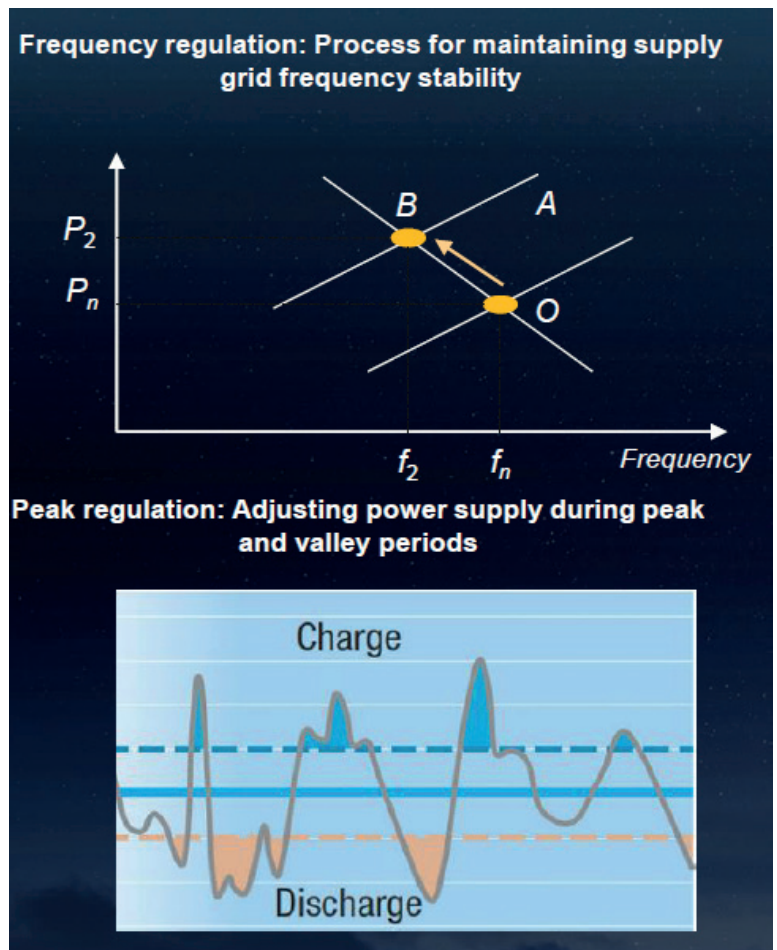 Frequency regulation: Process for maintaining supply
grid frequency stability
B
A
P2
Pn
O
f2
fn
Frequency
Peak regulation: Adjusting power supply during peak
and valley periods
Charge
Discharge